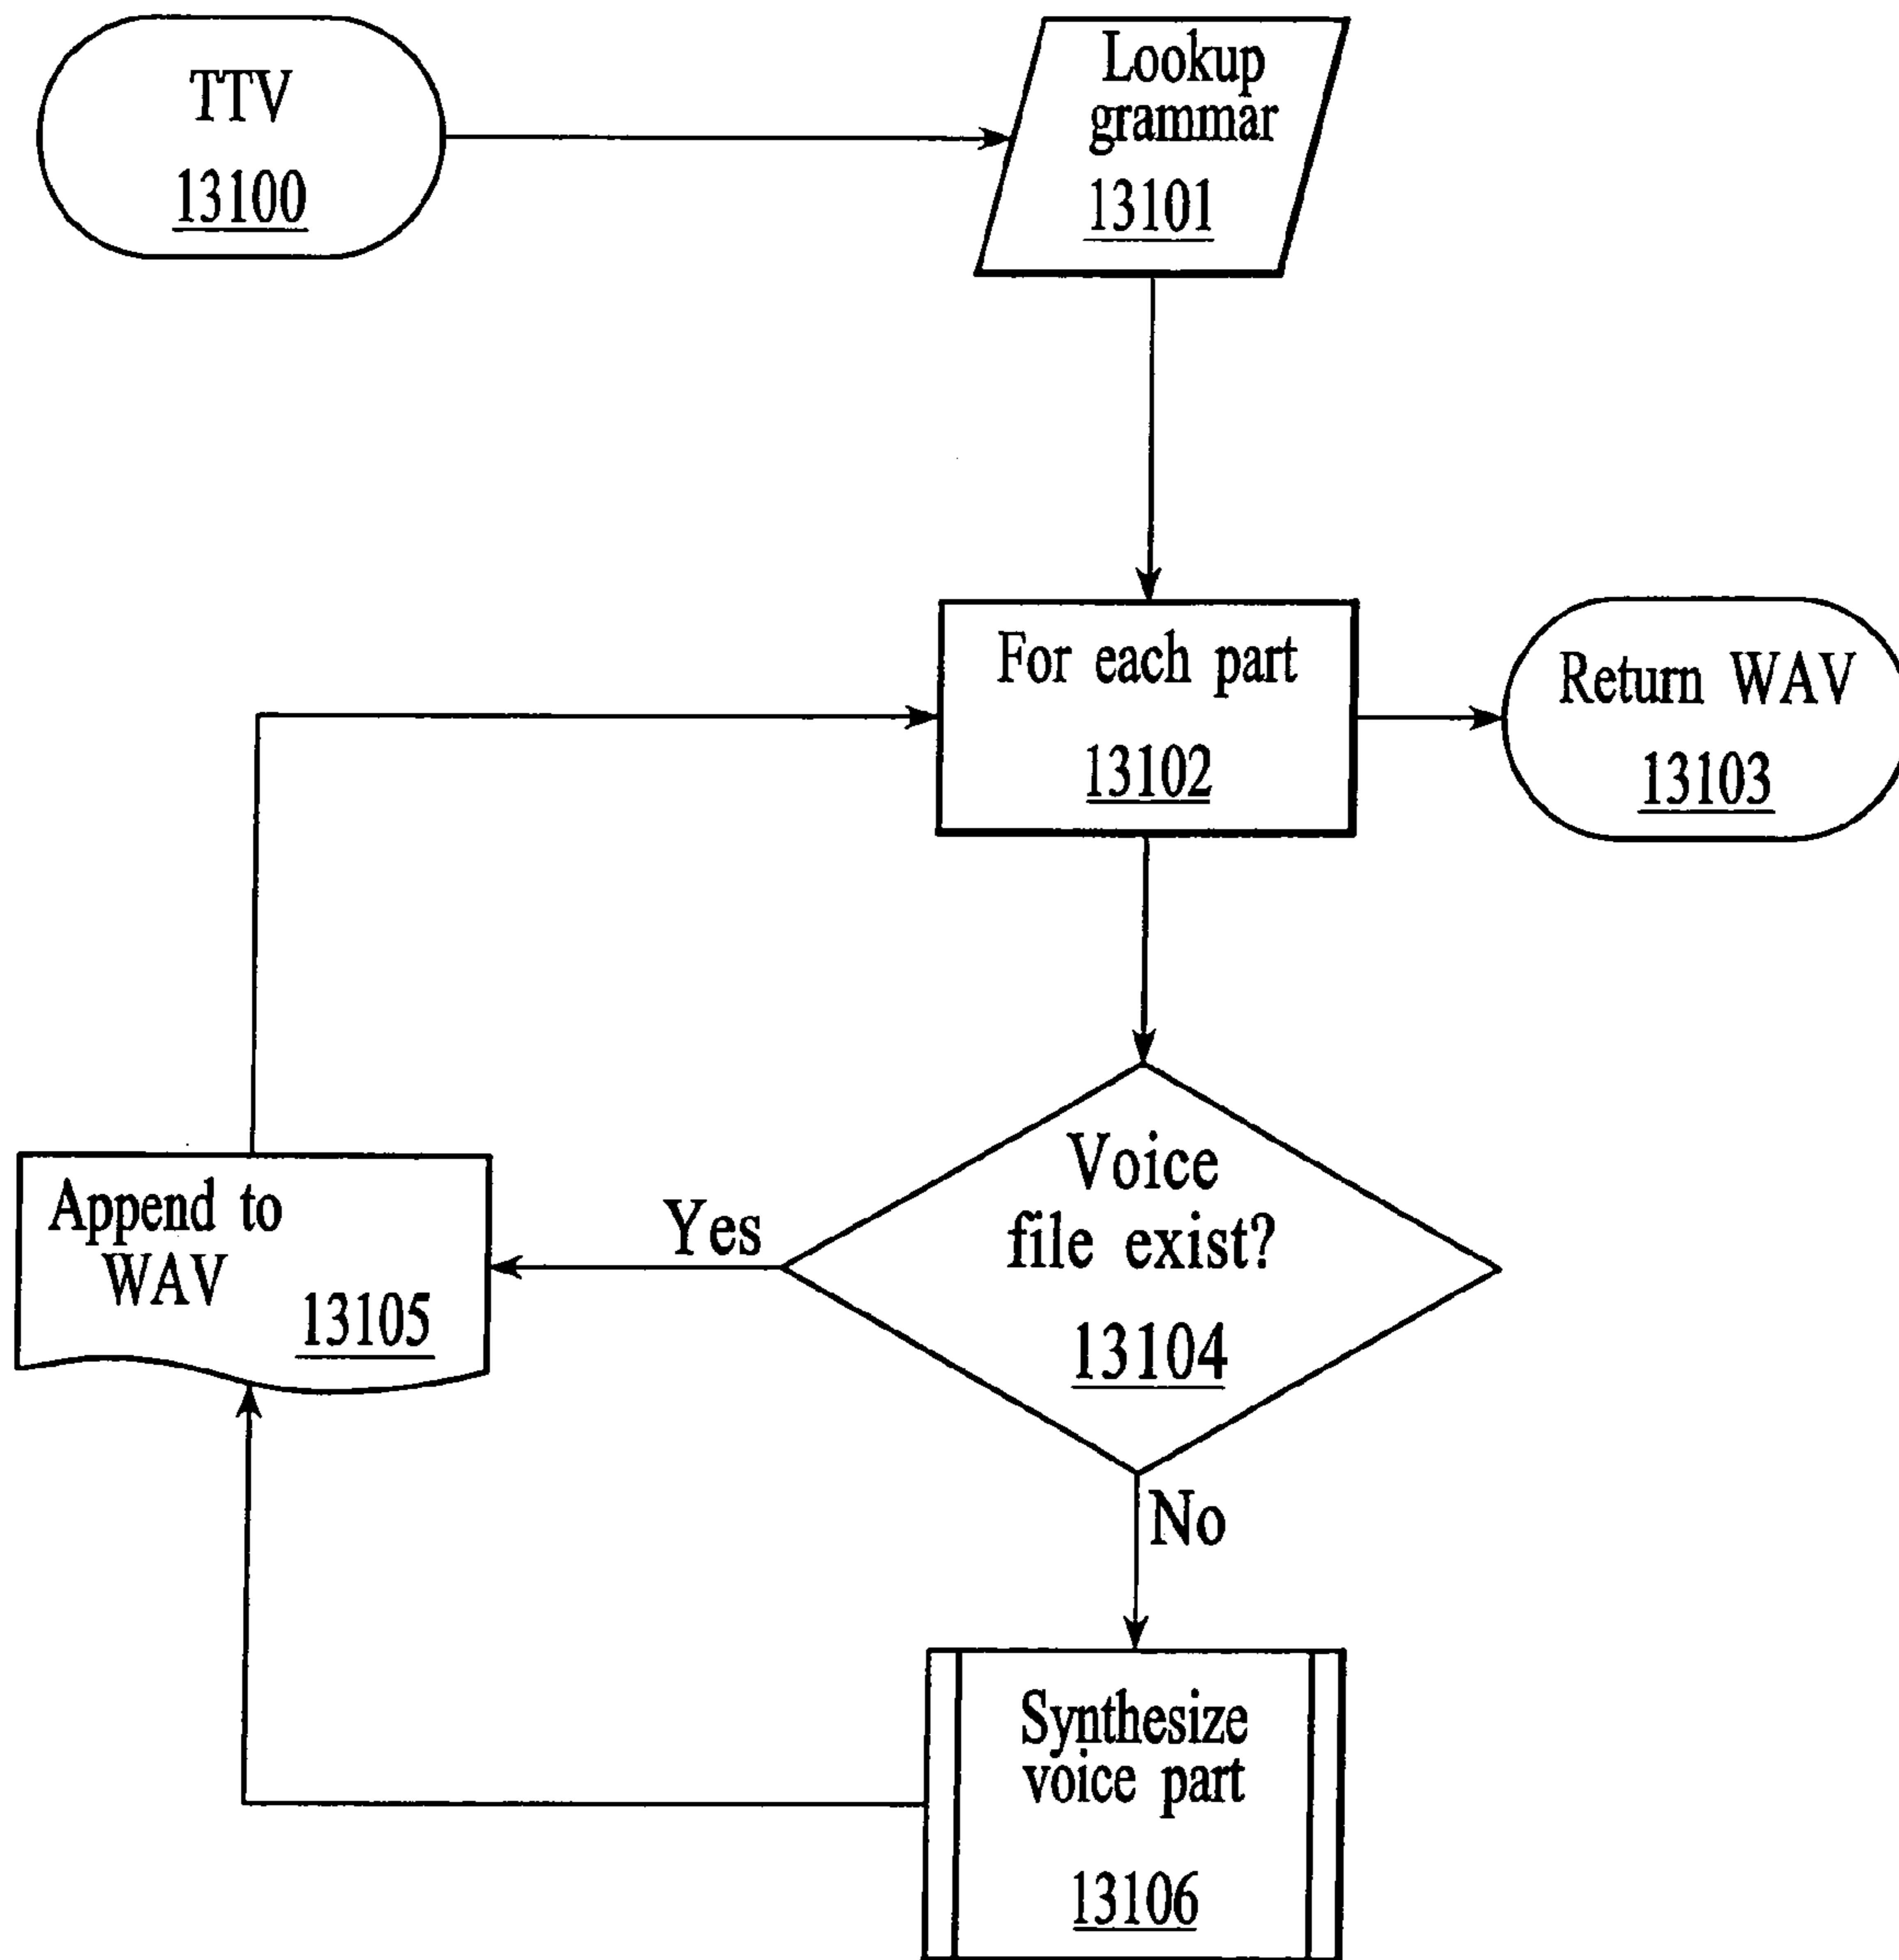 TTV
13100
Lookup
grammar
13101
For each part
13102
Return WAV
13103
Voice
file exist?
13104
Yes
Append to
WAV
13105
No
Synthesize
voice part
13106